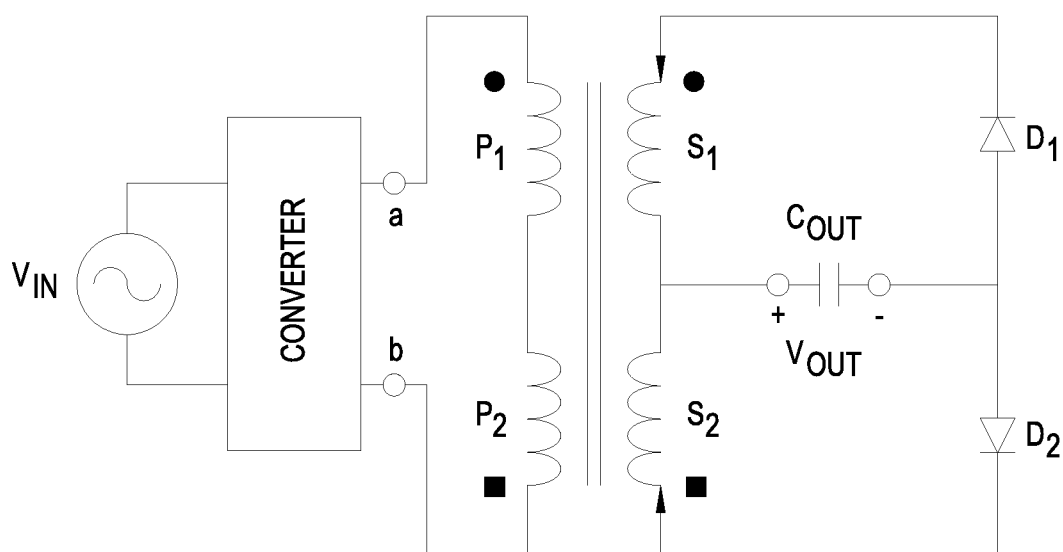 V_IN
CONVERTER
a
b
P_1
P_2
S_1
S_2
C_OUT
+ -
V_OUT
D_1
D_2